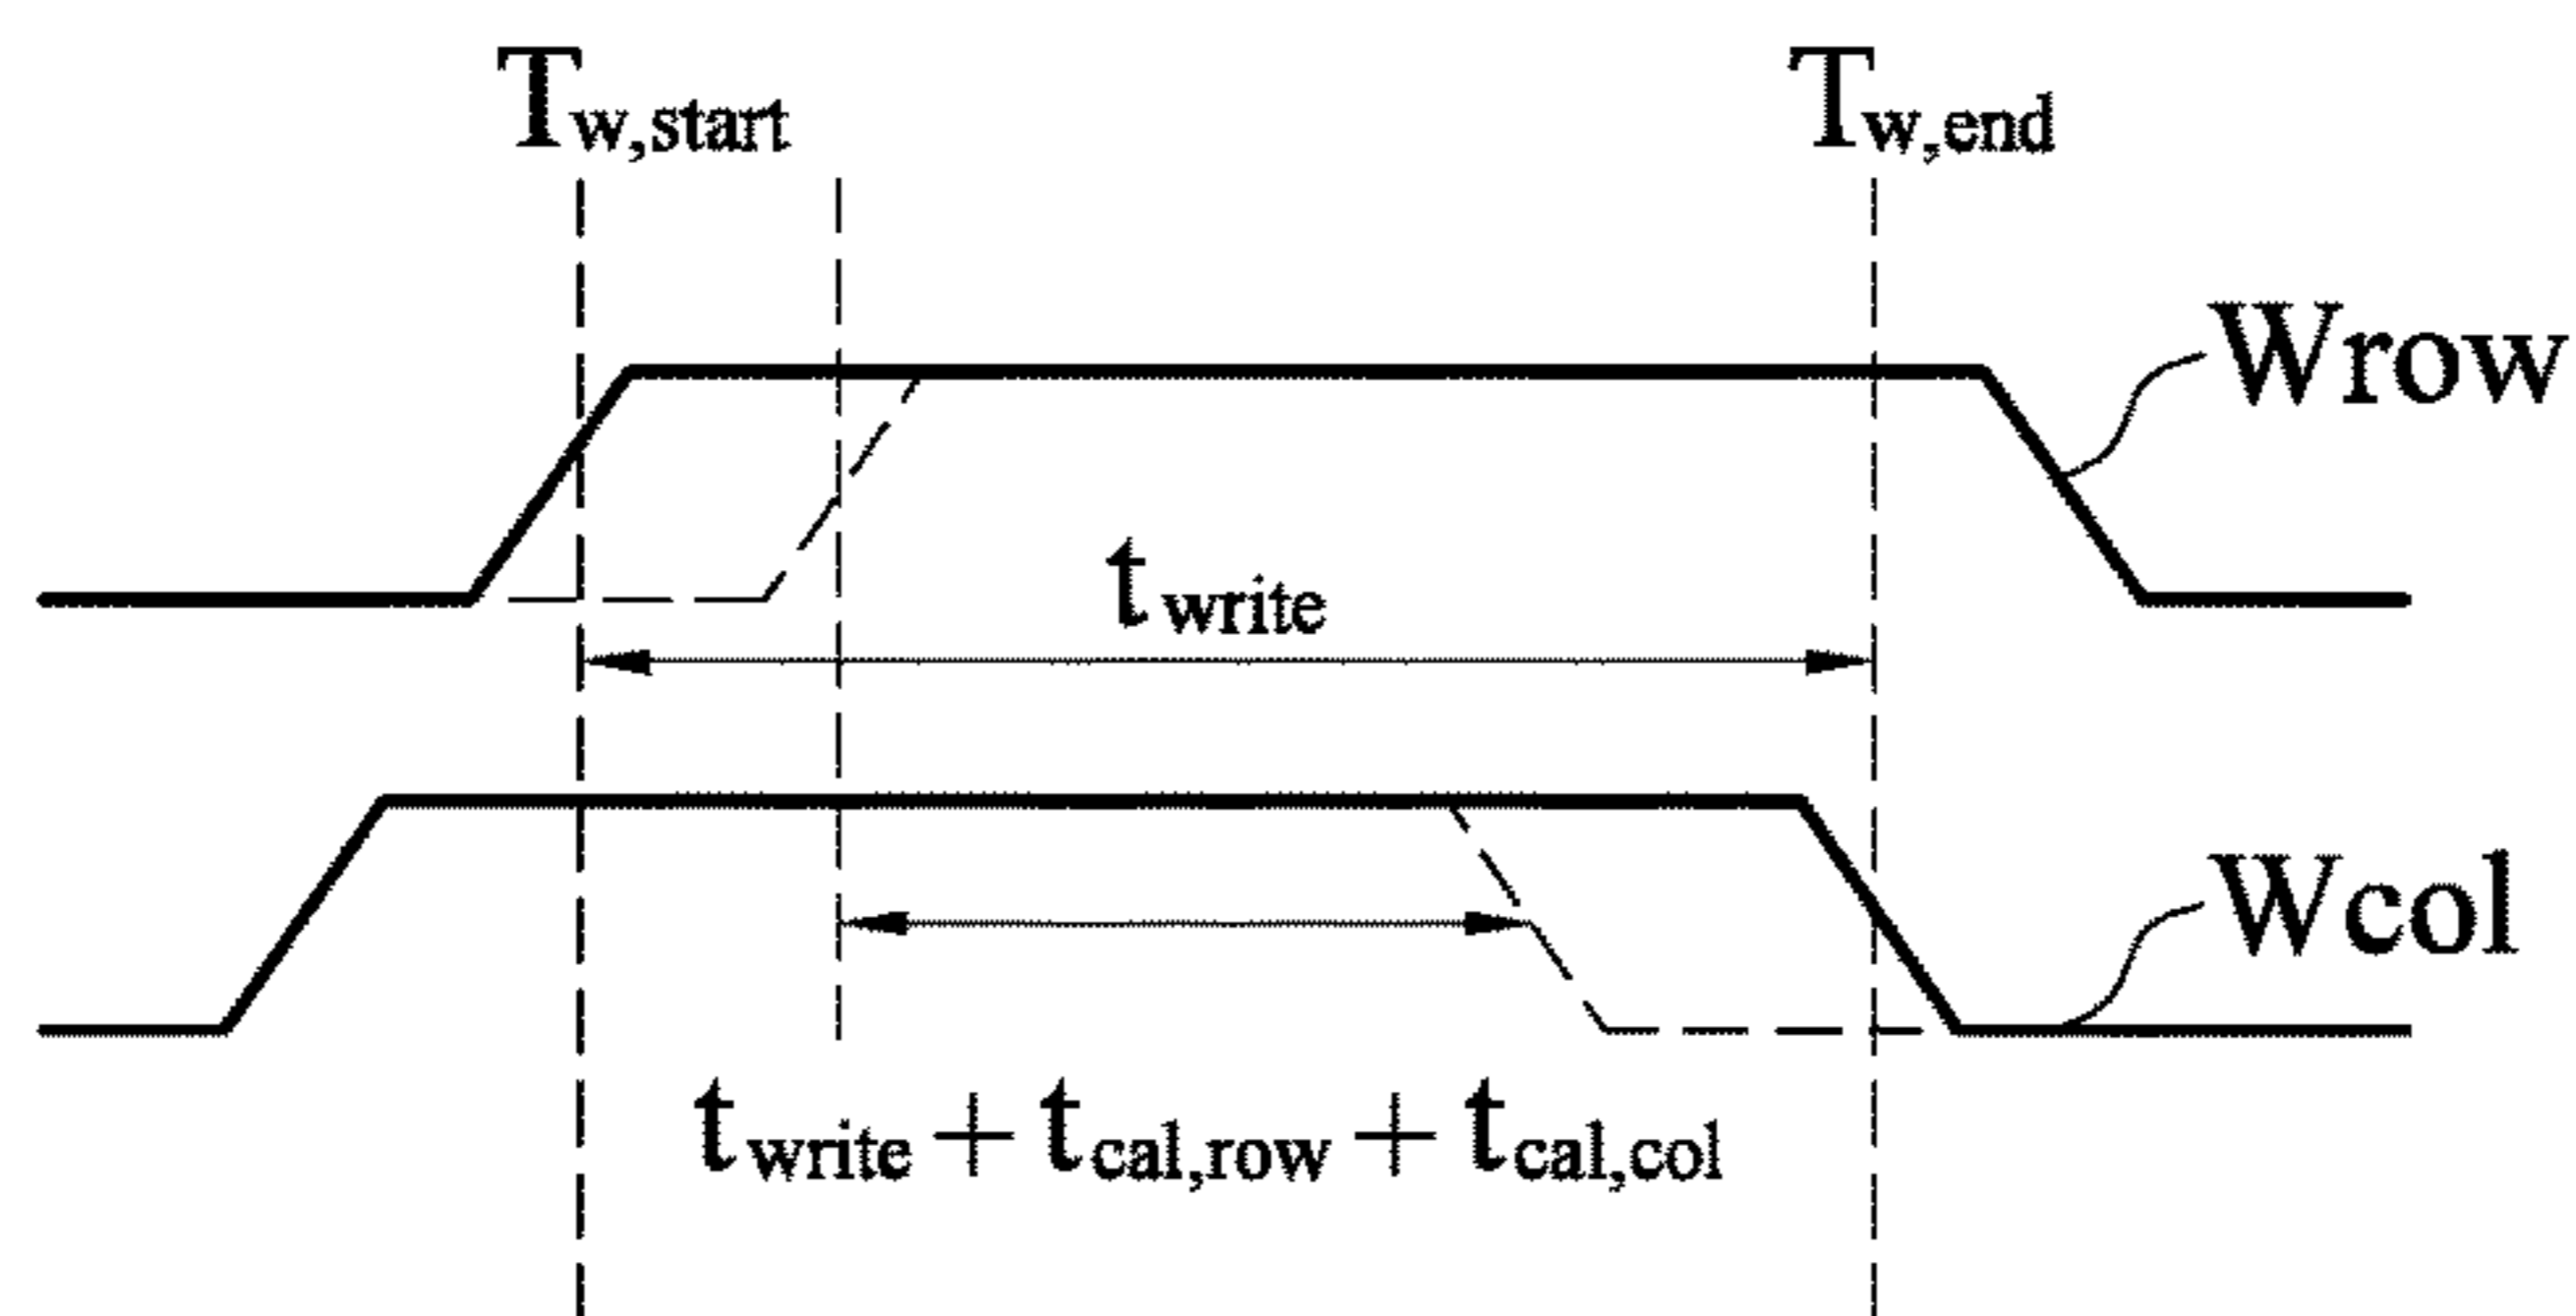 Tw,start
Tw,end
Wrow
twrite
Wcol
twrite + tcal,row + tcal,col